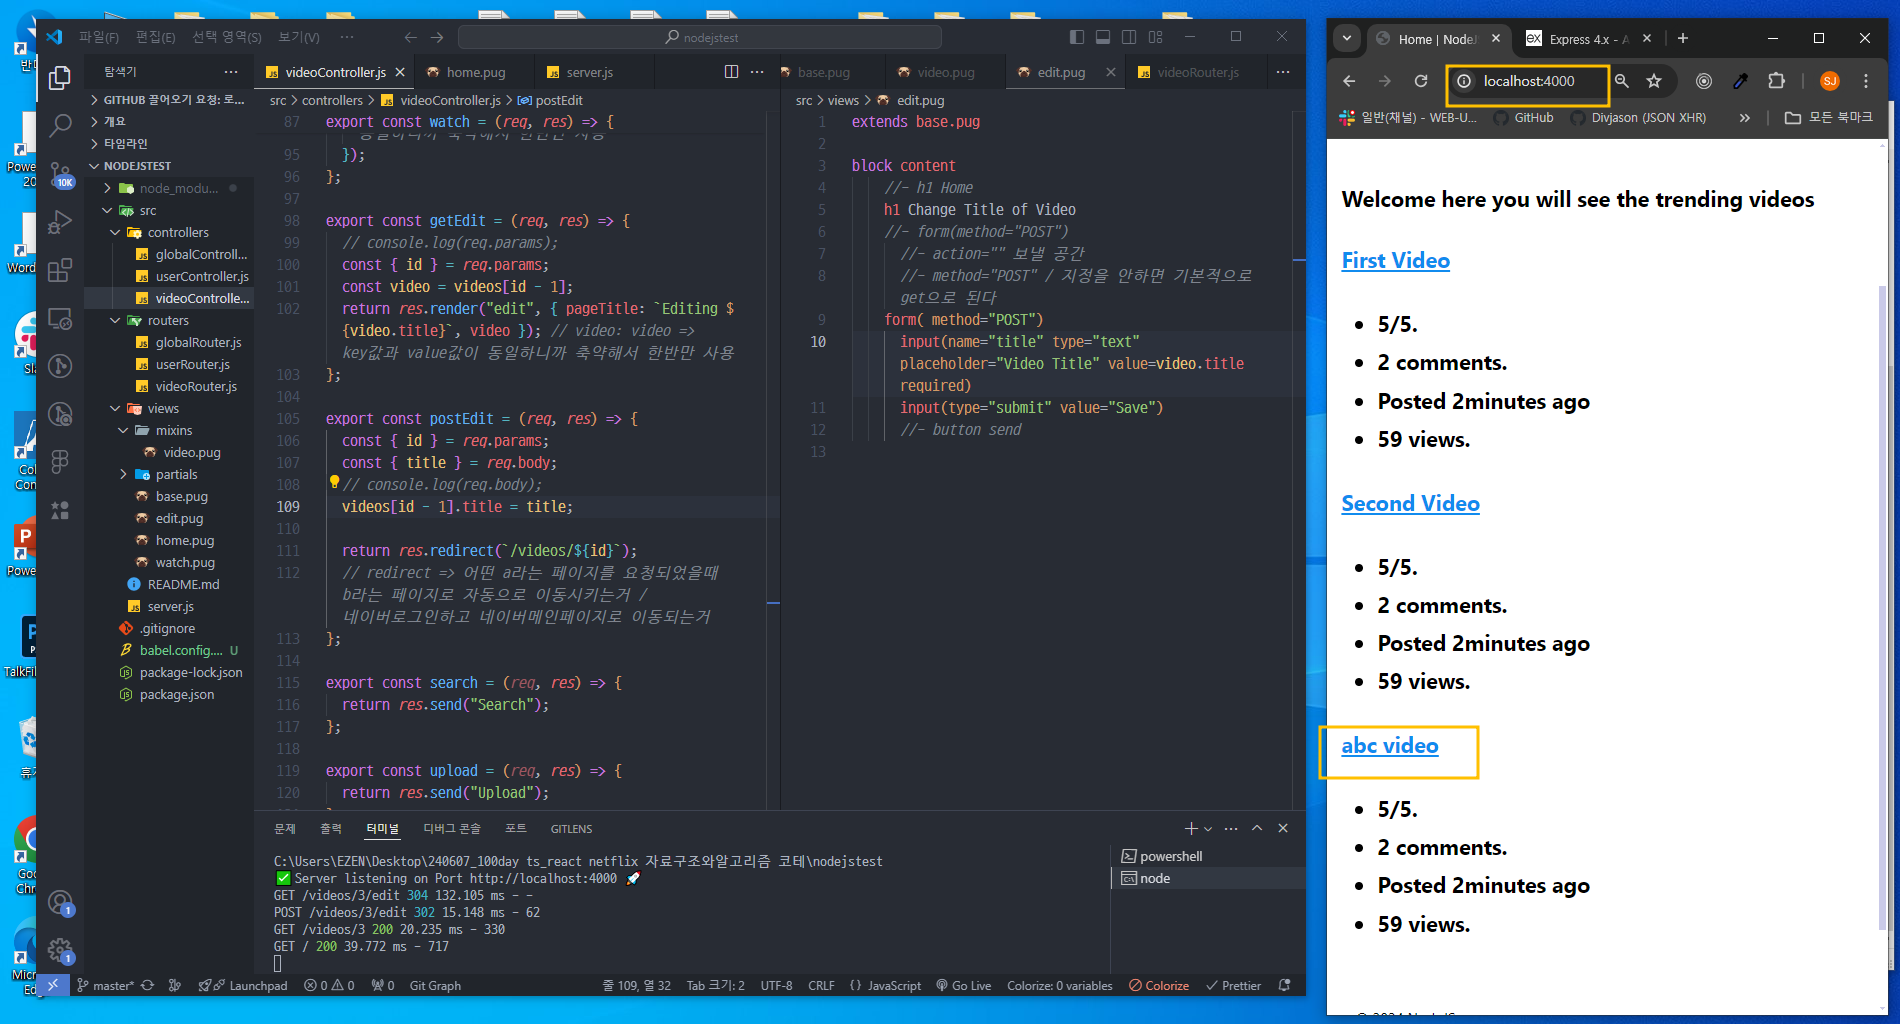 파일(F) 편집(E) 선택 영역(S) 보기(V) ···
nodejstest
탐색기
GITHUB 끌어오기 요청: 로...
개요
타임라인
NODEJSTEST
node_modu...
src
controllers
globalControll...
userController.js
videoControlle...
routers
globalRouter.js
userRouter.js
videoRouter.js
views
mixins
video.pug
partials
base.pug
edit.pug
home.pug
watch.pug
README.md
server.js
.gitignore
babel.config.... U
package-lock.json
package.json
10K
videoController.js home.pug server.js
src > controllers > videoController.js > postEdit
87 export const watch = (req, res) => {
95 });
96 };
97
98 export const getEdit = (req, res) => {
99 // console.log(req.params);
100 const { id } = req.params;
101 const video = videos[id - 1];
102 return res.render("edit", { pageTitle: `Editing $
{video.title}`, video }); // video: video =>
key값과 value값이 동일하니까 축약해서 한반만 사용
103 };
104
105 export const postEdit = (req, res) => {
106 const { id } = req.params;
107 const { title } = req.body;
108 // console.log(req.body);
109 videos[id - 1].title = title;
110
111 return res.redirect(`/videos/${id}`);
112 // redirect => 어떤 a라는 페이지를 요청되었을때
b라는 페이지로 자동으로 이동시키는거 /
네이버로그인하고 네이버메인페이지로 이동되는거
113 };
114
115 export const search = (req, res) => {
116 return res.send("Search");
117 };
118
119 export const upload = (req, res) => {
120 return res.send("Upload");
base.pug video.pug edit.pug videoRouter.js
src > views > edit.pug
1 extends base.pug
2
3 block content
4 //- h1 Home
5 h1 Change Title of Video
6 //- form(method="POST")
7 //- action="" 보낼 공간
8 //- method="POST" / 지정을 안하면 기본적으로
get으로 된다
9 form( method="POST")
10 input(name="title" type="text"
placeholder="Video Title" value=video.title
required)
11 input(type="submit" value="Save")
12 //- button send
13
문제 출력 터미널 디버그 콘솔 포트 GITLENS
C:\Users\EZEN\Desktop\240607_100day ts_react netflix 자료구조와알고리즘 코테\nodejstest
✅ Server listening on Port http://localhost:4000 🚀
GET /videos/3/edit 304 132.105 ms - -
POST /videos/3/edit 302 15.148 ms - 62
GET /videos/3 200 20.235 ms - 330
GET / 200 39.772 ms - 717
powershell
node
master* Launchpad 0 0 0 Git Graph
줄 109, 열 32 Tab 크기: 2 UTF-8 CRLF {} JavaScript Go Live Colorize: 0 variables Colorize Prettier
Home | NodeJ Express 4.x - A
localhost:4000
SJ
일반(채널) - WEB-U... GitHub Divjason (JSON XHR) » 모든 북마크
Welcome here you will see the trending videos
First Video
• 5/5.
• 2 comments.
• Posted 2minutes ago
• 59 views.
Second Video
• 5/5.
• 2 comments.
• Posted 2minutes ago
• 59 views.
abc video
• 5/5.
• 2 comments.
• Posted 2minutes ago
• 59 views.